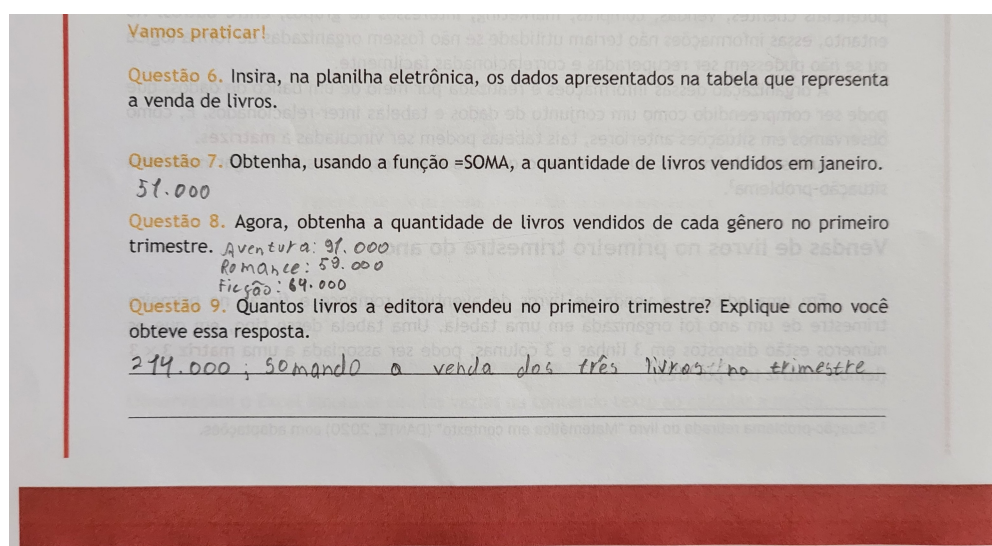 Vamos praticar!
Questão 6. Insira, na planilha eletrônica, os dados apresentados na tabela que representa
a venda de livros.
Questão 7. Obtenha, usando a função =SOMA, a quantidade de livros vendidos em janeiro.
51.000
Questão 8. Agora, obtenha a quantidade de livros vendidos de cada gênero no primeiro
trimestre. Aventura: 91.000
Romance: 59.000
Ficção: 64.000
Questão 9. Quantos livros a editora vendeu no primeiro trimestre? Explique como você
obteve essa resposta.
214.000; somando a venda dos três livros no trimestre